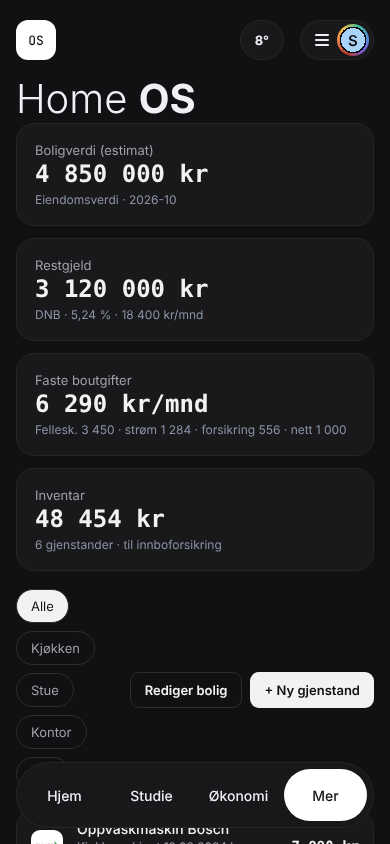 OS
8°
S
Home OS
Boligverdi (estimat)
4 850 000 kr
Eiendomsverdi · 2026-10
Restgjeld
3 120 000 kr
DNB · 5,24 % · 18 400 kr/mnd
Faste boutgifter
6 290 kr/mnd
Fellesk. 3 450 · strøm 1 284 · forsikring 556 · nett 1 000
Inventar
48 454 kr
6 gjenstander · til innboforsikring
Alle
Kjøkken
Stue
Rediger bolig
+ Ny gjenstand
Kontor
Hjem
Studie
Økonomi
Mer
Oppvaskmaskin Bosch